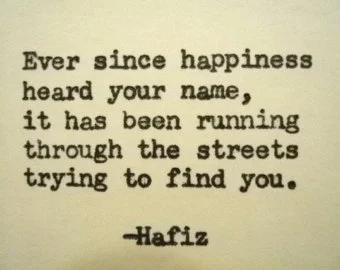 Ever since happiness
heard your name,
it has been running
through the streets
trying to find you.
—Hafiz